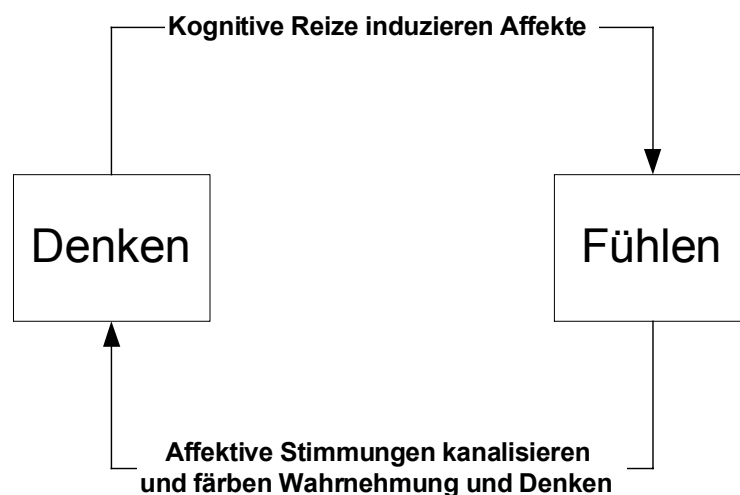 Kognitive Reize induzieren Affekte
Denken
Fühlen
Affektive Stimmungen kanalisieren
und färben Wahrnehmung und Denken